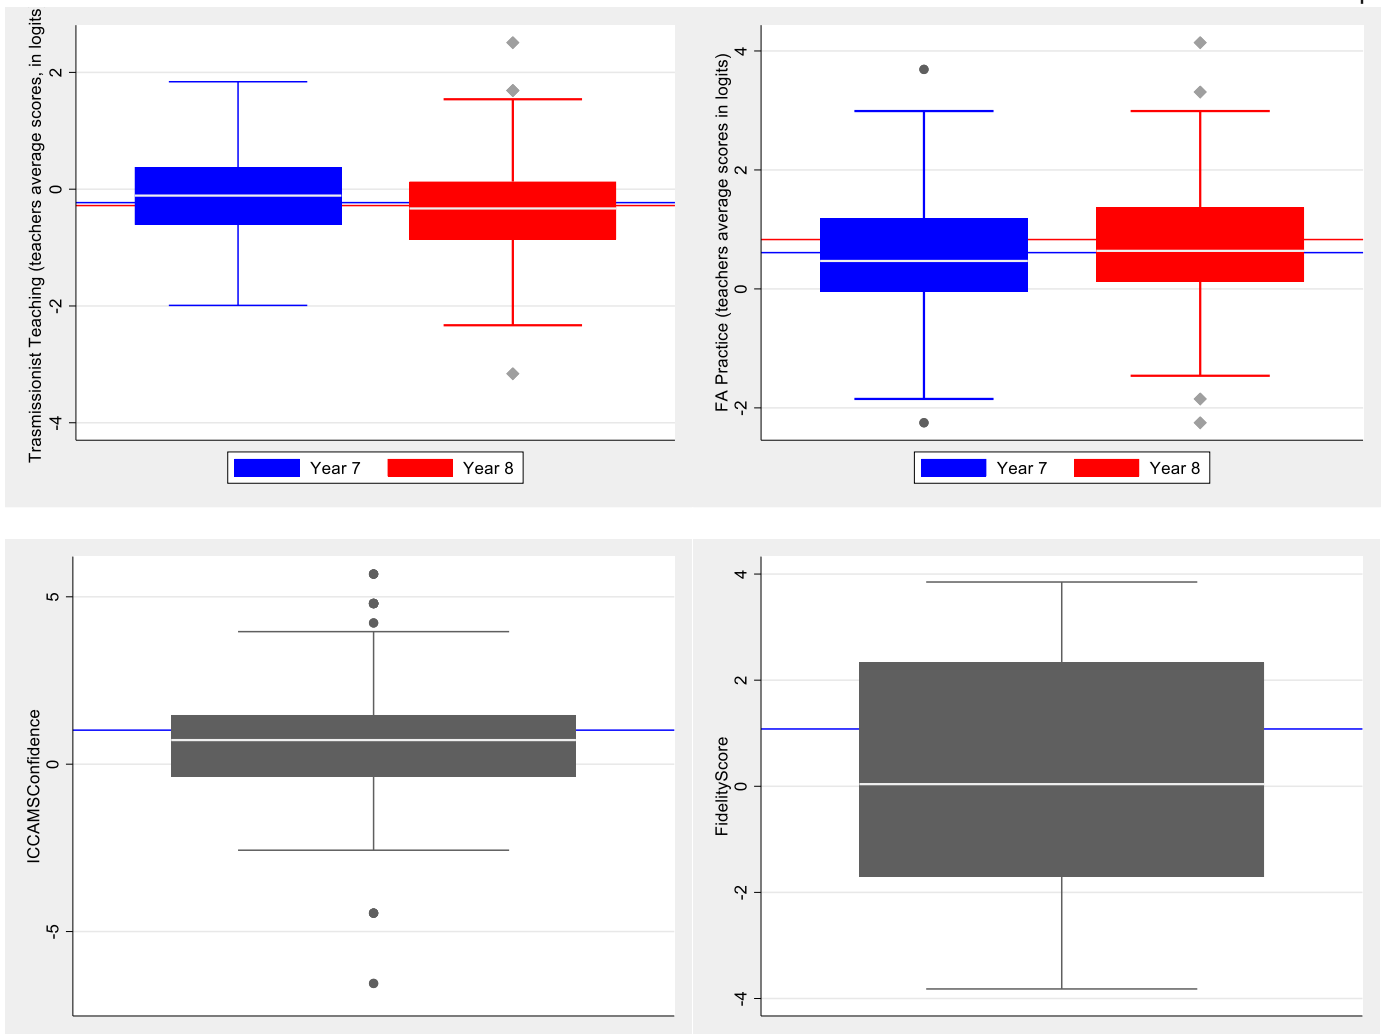 Trasmissionist Teaching (teachers average scores, in logits
2
0
-2
-4
Year 7 Year 8
FA Practice (teachers average scores in logits)
4
2
0
-2
Year 7 Year 8
ICCAMSConfidence
5
0
-5
FidelityScore
4
2
0
-2
-4